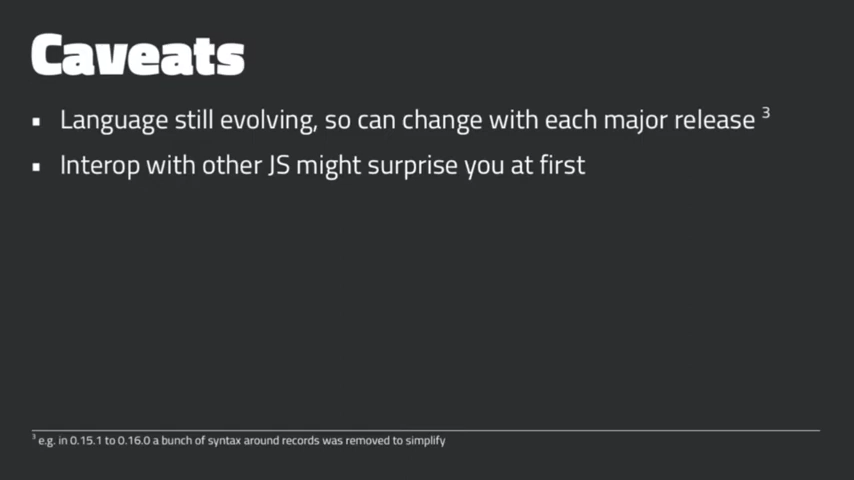 Caveats
▪ Language still evolving, so can change with each major release ³
▪ Interop with other JS might surprise you at first
³ e.g. in 0.15.1 to 0.16.0 a bunch of syntax around records was removed to simplify